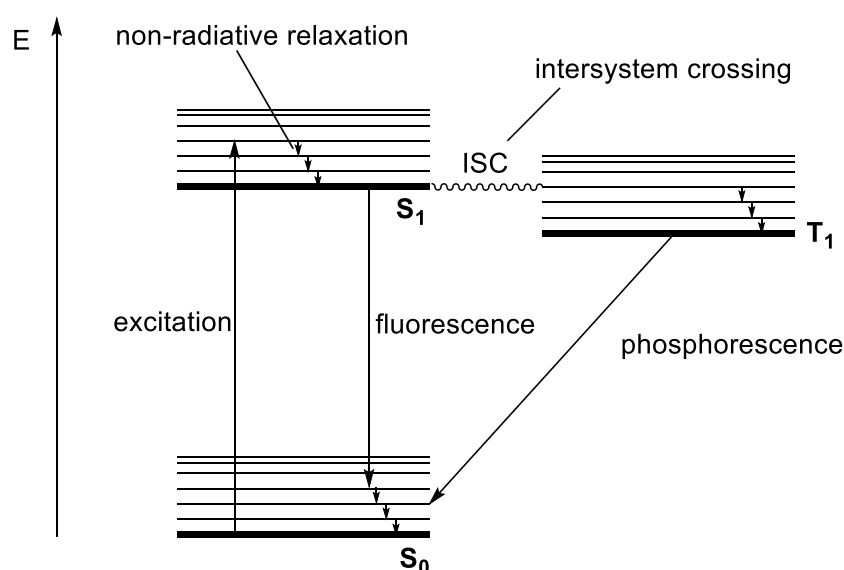 E
non-radiative relaxation
intersystem crossing
ISC
S1
T1
excitation
fluorescence
phosphorescence
S0